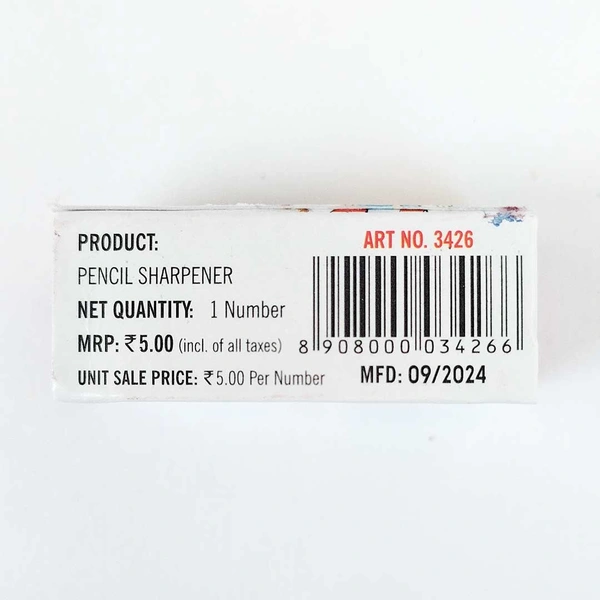 PRODUCT:
PENCIL SHARPENER
NET QUANTITY: 1 Number
MRP: ₹5.00 (incl. of all taxes)
UNIT SALE PRICE: ₹5.00 Per Number
ART NO. 3426
8 908000 034266
MFD: 09/2024